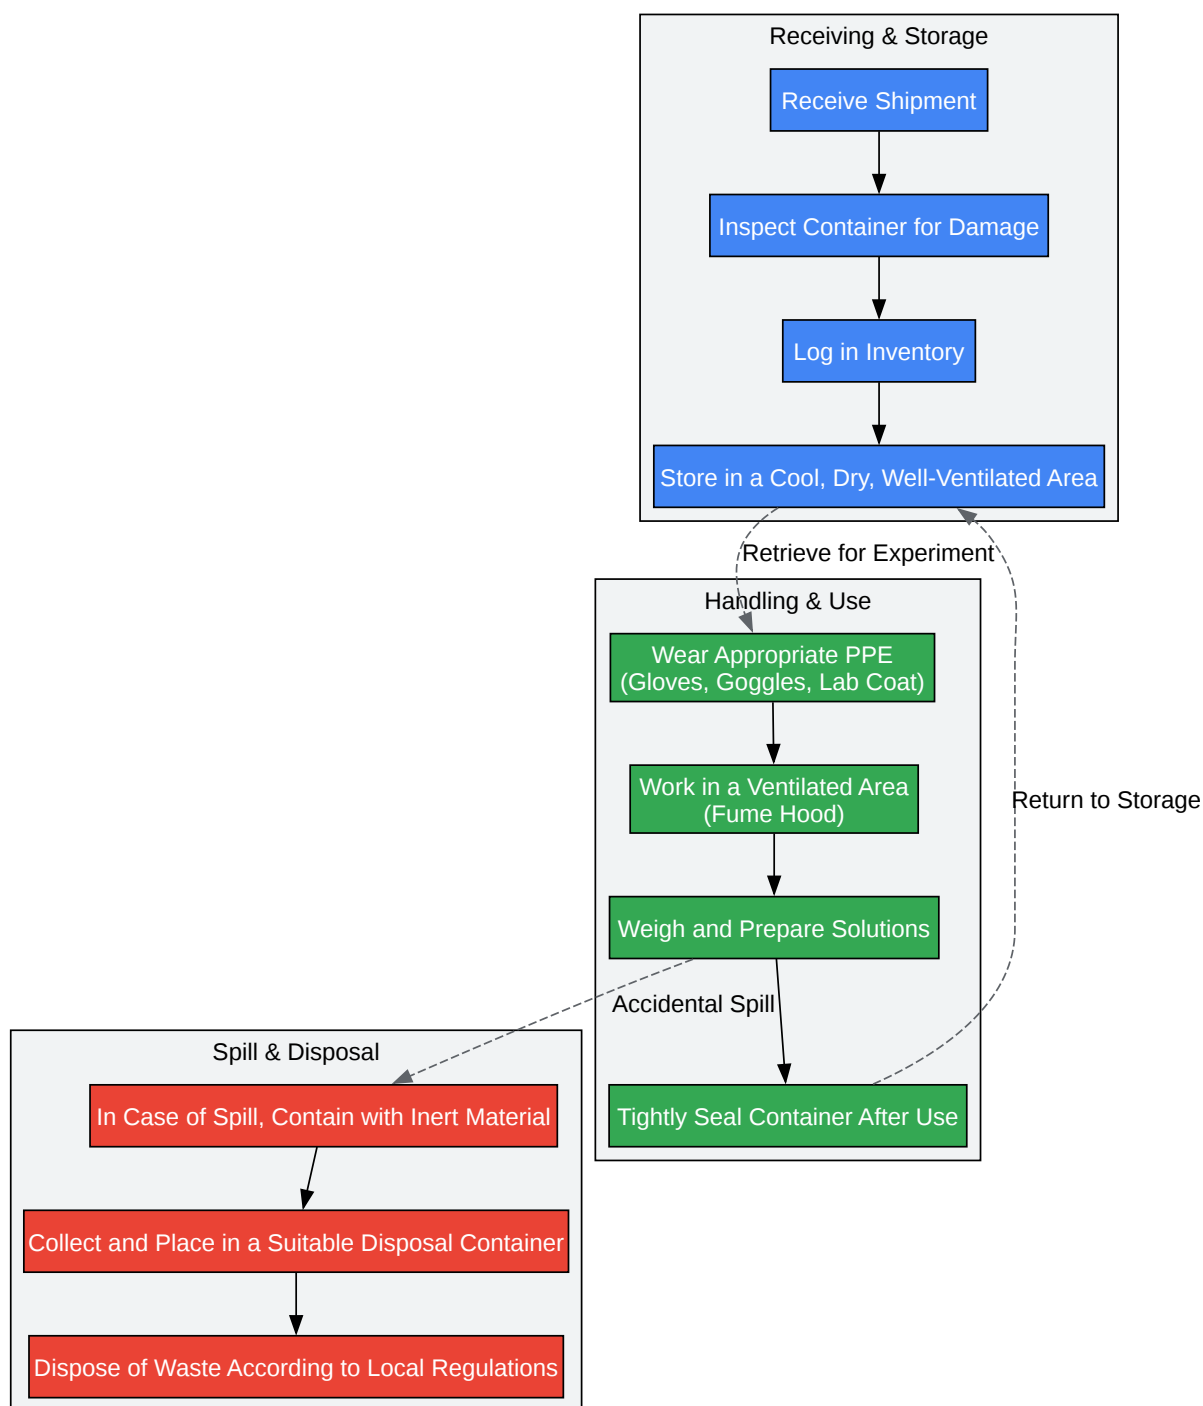 Receiving & Storage
Receive Shipment
Inspect Container for Damage
Log in Inventory
Store in a Cool, Dry, Well-Ventilated Area
Retrieve for Experiment
Handling & Use
Wear Appropriate PPE
(Gloves, Goggles, Lab Coat)
Work in a Ventilated Area
(Fume Hood)
Return to Storage
Weigh and Prepare Solutions
Accidental Spill
Tightly Seal Container After Use
Spill & Disposal
In Case of Spill, Contain with Inert Material
Collect and Place in a Suitable Disposal Container
Dispose of Waste According to Local Regulations